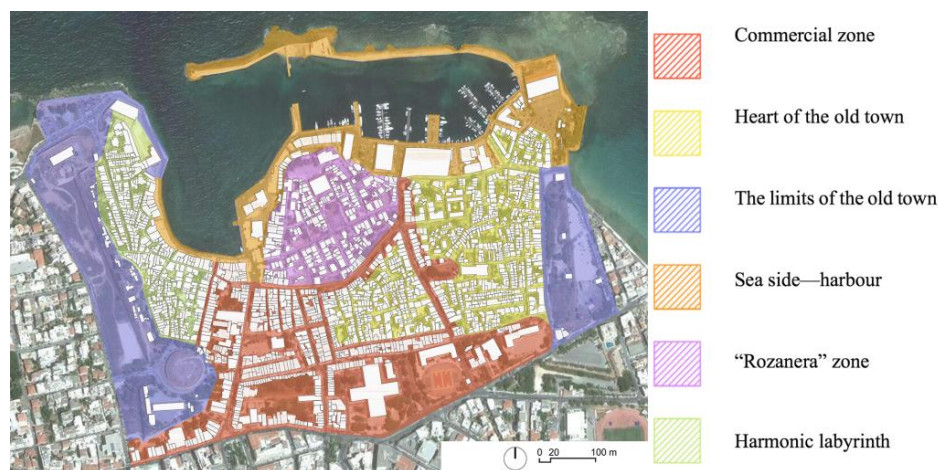 Commercial zone
Heart of the old town
The limits of the old town
Sea side—harbour
“Rozanera” zone
Harmonic labyrinth
0 20 100 m